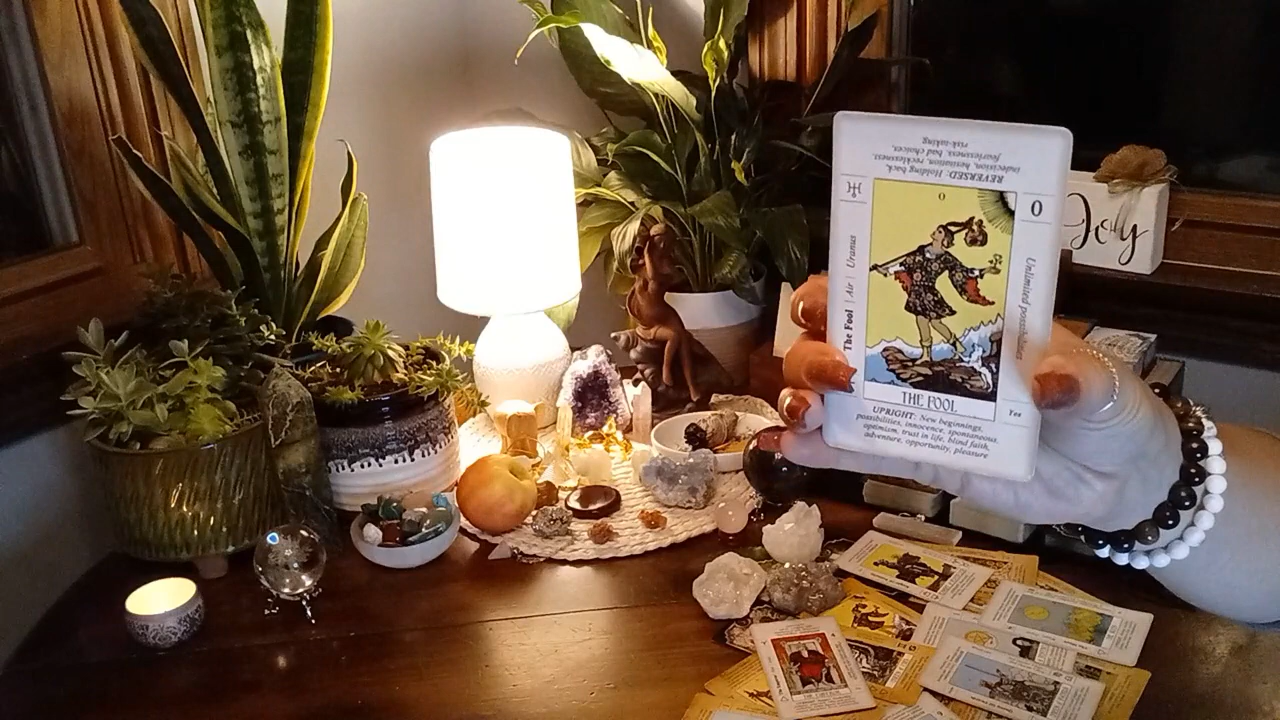 risk-taking
fearlessness, bad choices,
indecision, hesitation, recklessness,
REVERSED: Holding back,
0
0
The Fool | Air | Uranus
Unlimited possibilities
Yes
THE FOOL
UPRIGHT: New beginnings,
possibilities, innocence, spontaneous,
optimism, trust in life, blind faith,
adventure, opportunity, pleasure
Joy